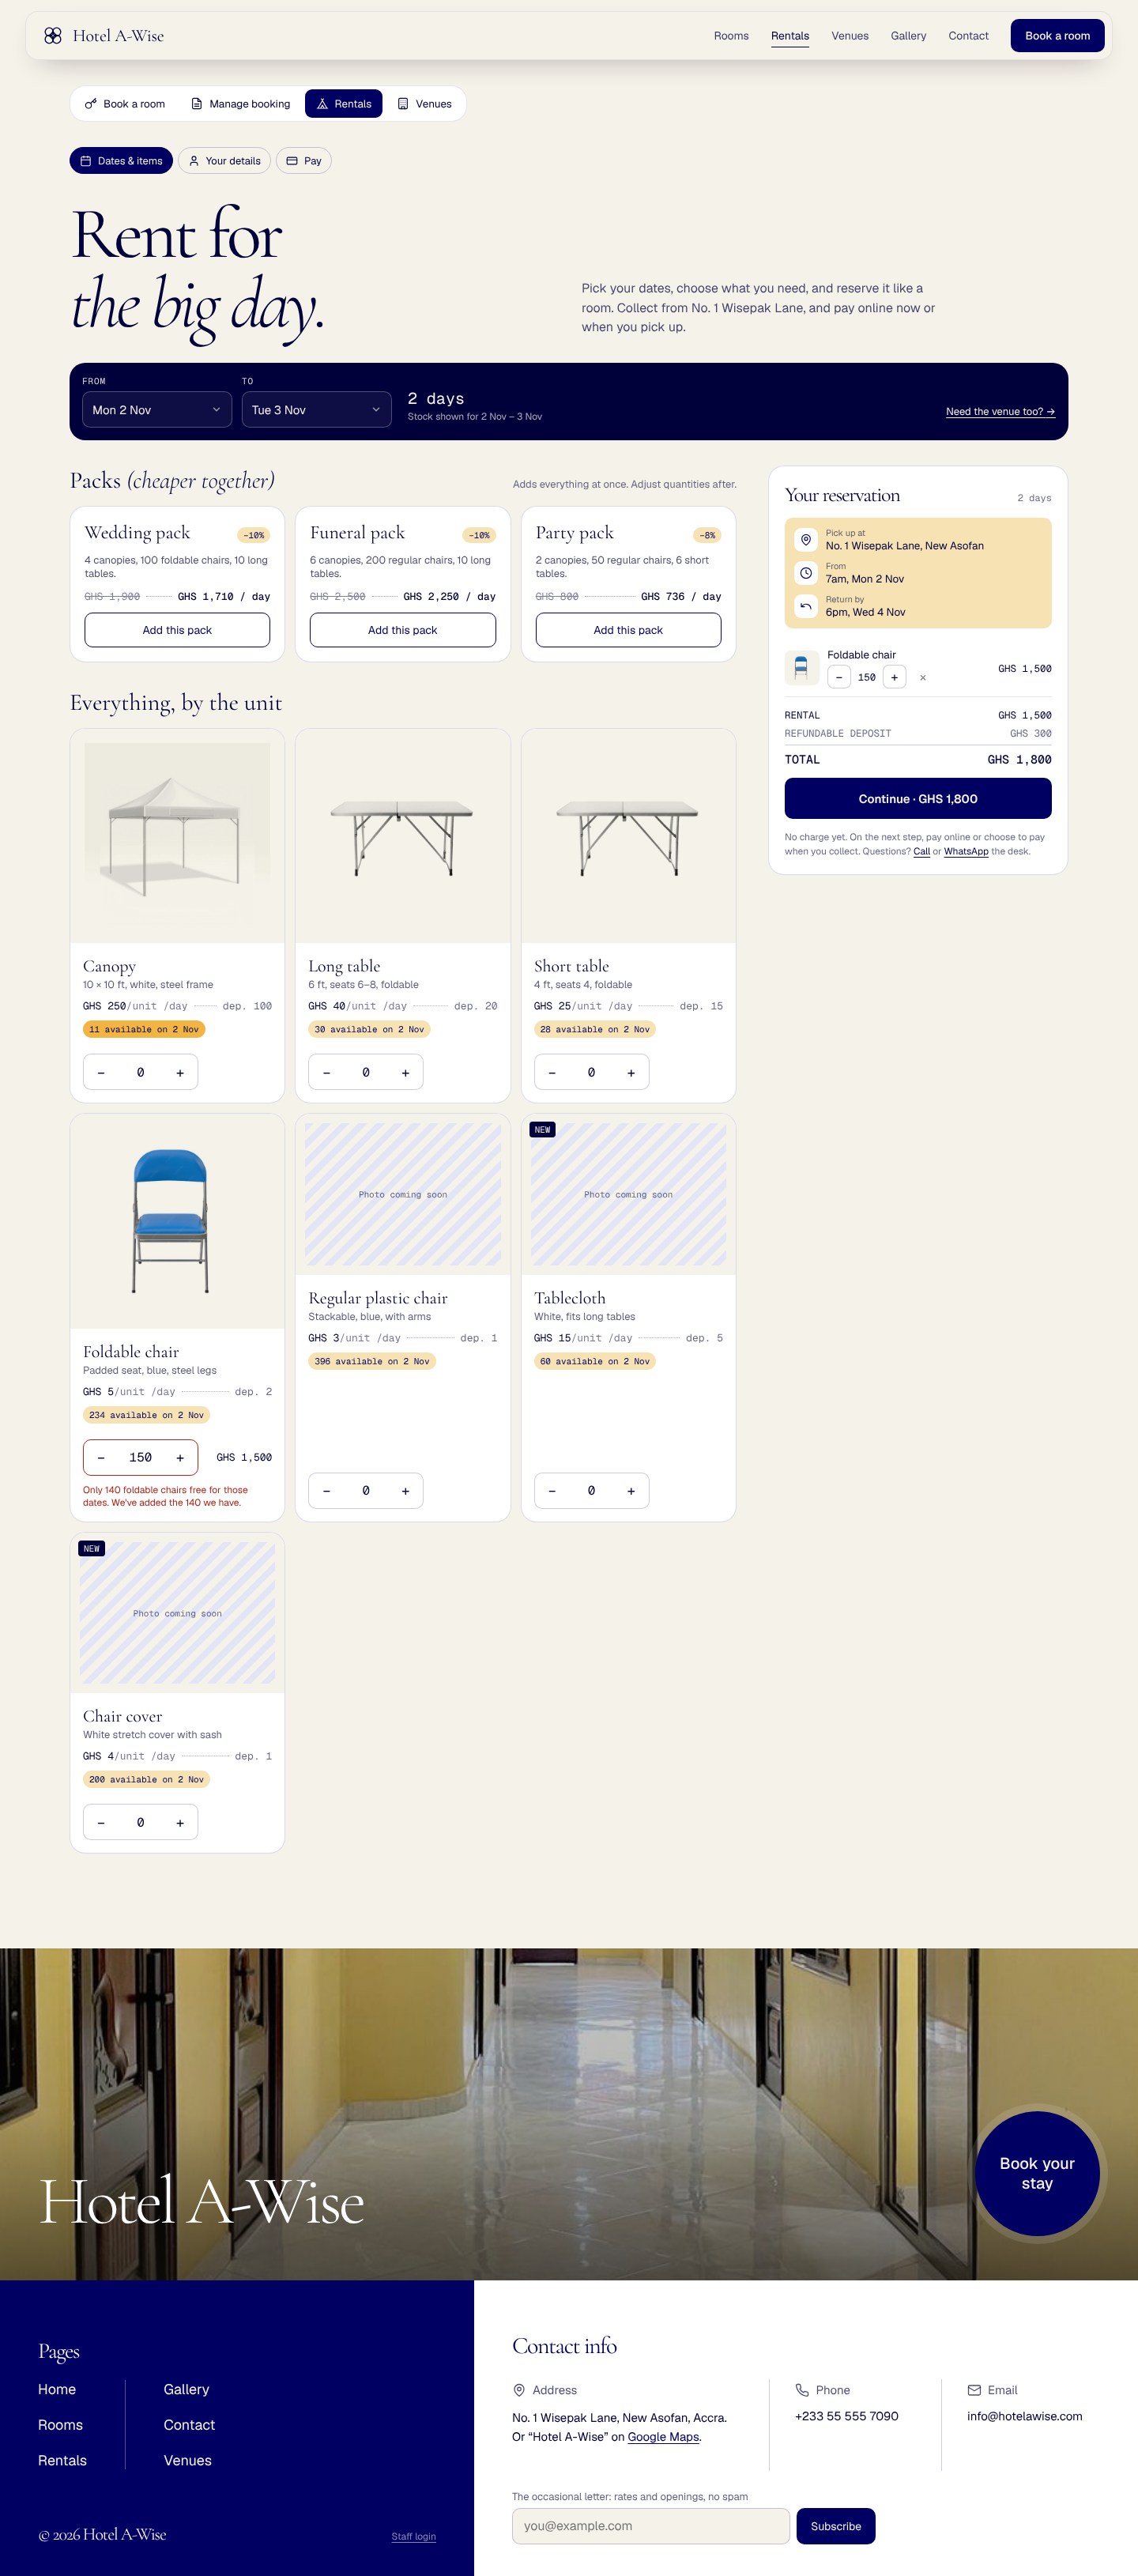 Hotel A-Wise
Rooms
Rentals
Venues
Gallery
Contact
Book a room
Book a room
Manage booking
Rentals
Venues
Dates & items
Your details
Pay
Rent for
the big day.
Pick your dates, choose what you need, and reserve it like a
room. Collect from No. 1 Wisepak Lane, and pay online now or
when you pick up.
FROM
Mon 2 Nov
TO
Tue 3 Nov
2 days
Stock shown for 2 Nov – 3 Nov
Need the venue too? →
Packs (cheaper together)
Adds everything at once. Adjust quantities after.
Wedding pack
−10%
4 canopies, 100 foldable chairs, 10 long
tables.
GHS 1,900
GHS 1,710 / day
Add this pack
Funeral pack
−10%
6 canopies, 200 regular chairs, 10 long
tables.
GHS 2,500
GHS 2,250 / day
Add this pack
Party pack
−8%
2 canopies, 50 regular chairs, 6 short
tables.
GHS 800
GHS 736 / day
Add this pack
Your reservation
2 days
Pick up at
No. 1 Wisepak Lane, New Asofan
From
7am, Mon 2 Nov
Return by
6pm, Wed 4 Nov
Foldable chair
− 150 + ×
GHS 1,500
RENTAL GHS 1,500
REFUNDABLE DEPOSIT GHS 300
TOTAL GHS 1,800
Continue · GHS 1,800
No charge yet. On the next step, pay online or choose to pay
when you collect. Questions? Call or WhatsApp the desk.
Everything, by the unit
Canopy
10 × 10 ft, white, steel frame
GHS 250/unit /day dep. 100
11 available on 2 Nov
− 0 +
Long table
6 ft, seats 6–8, foldable
GHS 40/unit /day dep. 20
30 available on 2 Nov
− 0 +
Short table
4 ft, seats 4, foldable
GHS 25/unit /day dep. 15
28 available on 2 Nov
− 0 +
Foldable chair
Padded seat, blue, steel legs
GHS 5/unit /day dep. 2
234 available on 2 Nov
− 150 + GHS 1,500
Only 140 foldable chairs free for those
dates. We've added the 140 we have.
Photo coming soon
Regular plastic chair
Stackable, blue, with arms
GHS 3/unit /day dep. 1
396 available on 2 Nov
− 0 +
NEW
Photo coming soon
Tablecloth
White, fits long tables
GHS 15/unit /day dep. 5
60 available on 2 Nov
− 0 +
NEW
Photo coming soon
Chair cover
White stretch cover with sash
GHS 4/unit /day dep. 1
200 available on 2 Nov
− 0 +
Hotel A-Wise
Book your
stay
Pages
Home
Rooms
Rentals
Gallery
Contact
Venues
© 2026 Hotel A-Wise
Staff login
Contact info
Address
No. 1 Wisepak Lane, New Asofan, Accra.
Or “Hotel A-Wise” on Google Maps.
Phone
+233 55 555 7090
Email
info@hotelawise.com
The occasional letter: rates and openings, no spam
you@example.com
Subscribe